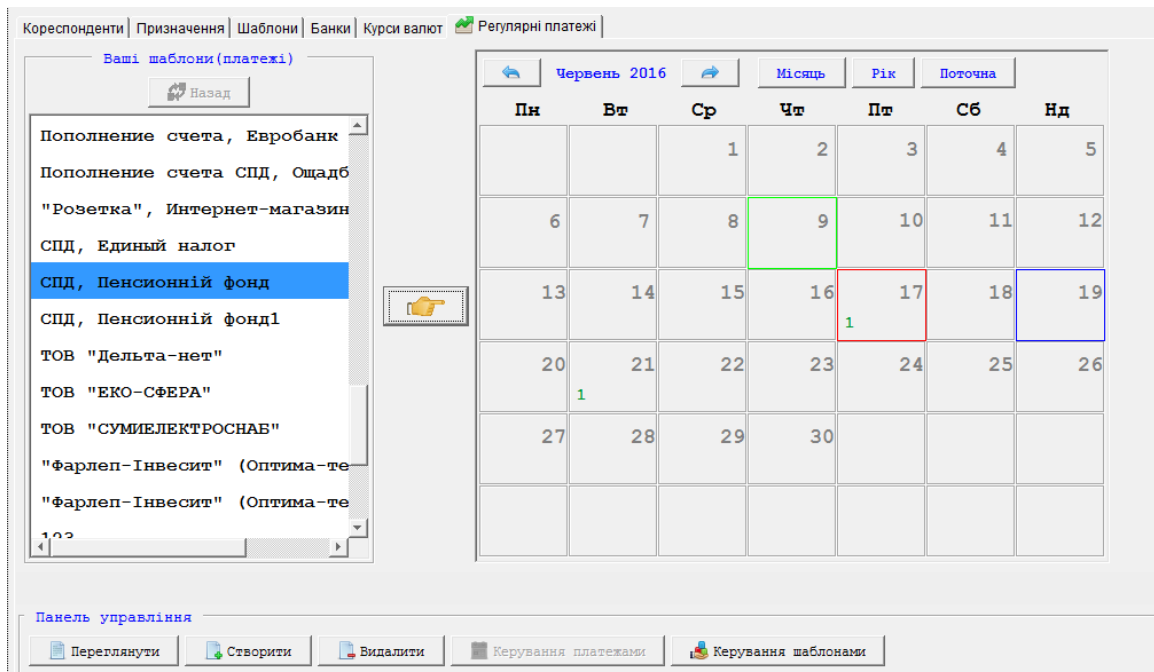 Кореспонденти Призначення Шаблони Банки Курси валют Регулярні платежі
Ваші шаблони(платежі)
Назад
Пополнение счета, Евробанк
Пополнение счета СПД, Ощадб
"Розетка", Интернет-магазин
СПД, Единый налог
СПД, Пенсионній фонд
СПД, Пенсионній фонд1
ТОВ "Дельта-нет"
ТОВ "ЕКО-СФЕРА"
ТОВ "СУМИЕЛЕКТРОСНАБ"
"Фарлеп-Інвесит" (Оптима-те
"Фарлеп-Інвесит" (Оптима-те
123
Червень 2016 Місяць Рік Поточна
Пн Вт Ср Чт Пт Сб Нд
1 2 3 4 5
6 7 8 9 10 11 12
13 14 15 16 17 18 19
1
20 21 22 23 24 25 26
1
27 28 29 30
Панель управління
Переглянути Створити Видалити Керування платежами Керування шаблонами